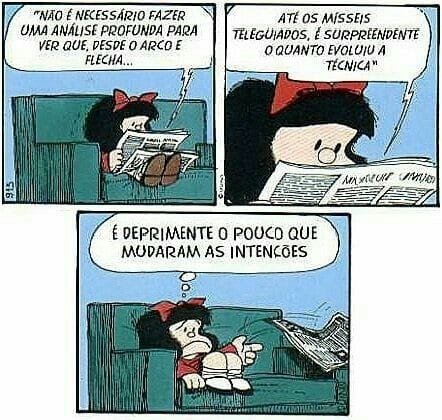 "NÃO É NECESSÁRIO FAZER
UMA ANÁLISE PROFUNDA PARA
VER QUE, DESDE O ARCO E
FLECHA...
ATÉ OS MÍSSEIS
TELEGUIADOS, É SURPREENDENTE
O QUANTO EVOLUIU A
TÉCNICA"
É DEPRIMENTE O POUCO QUE
MUDARAM AS INTENÇÕES